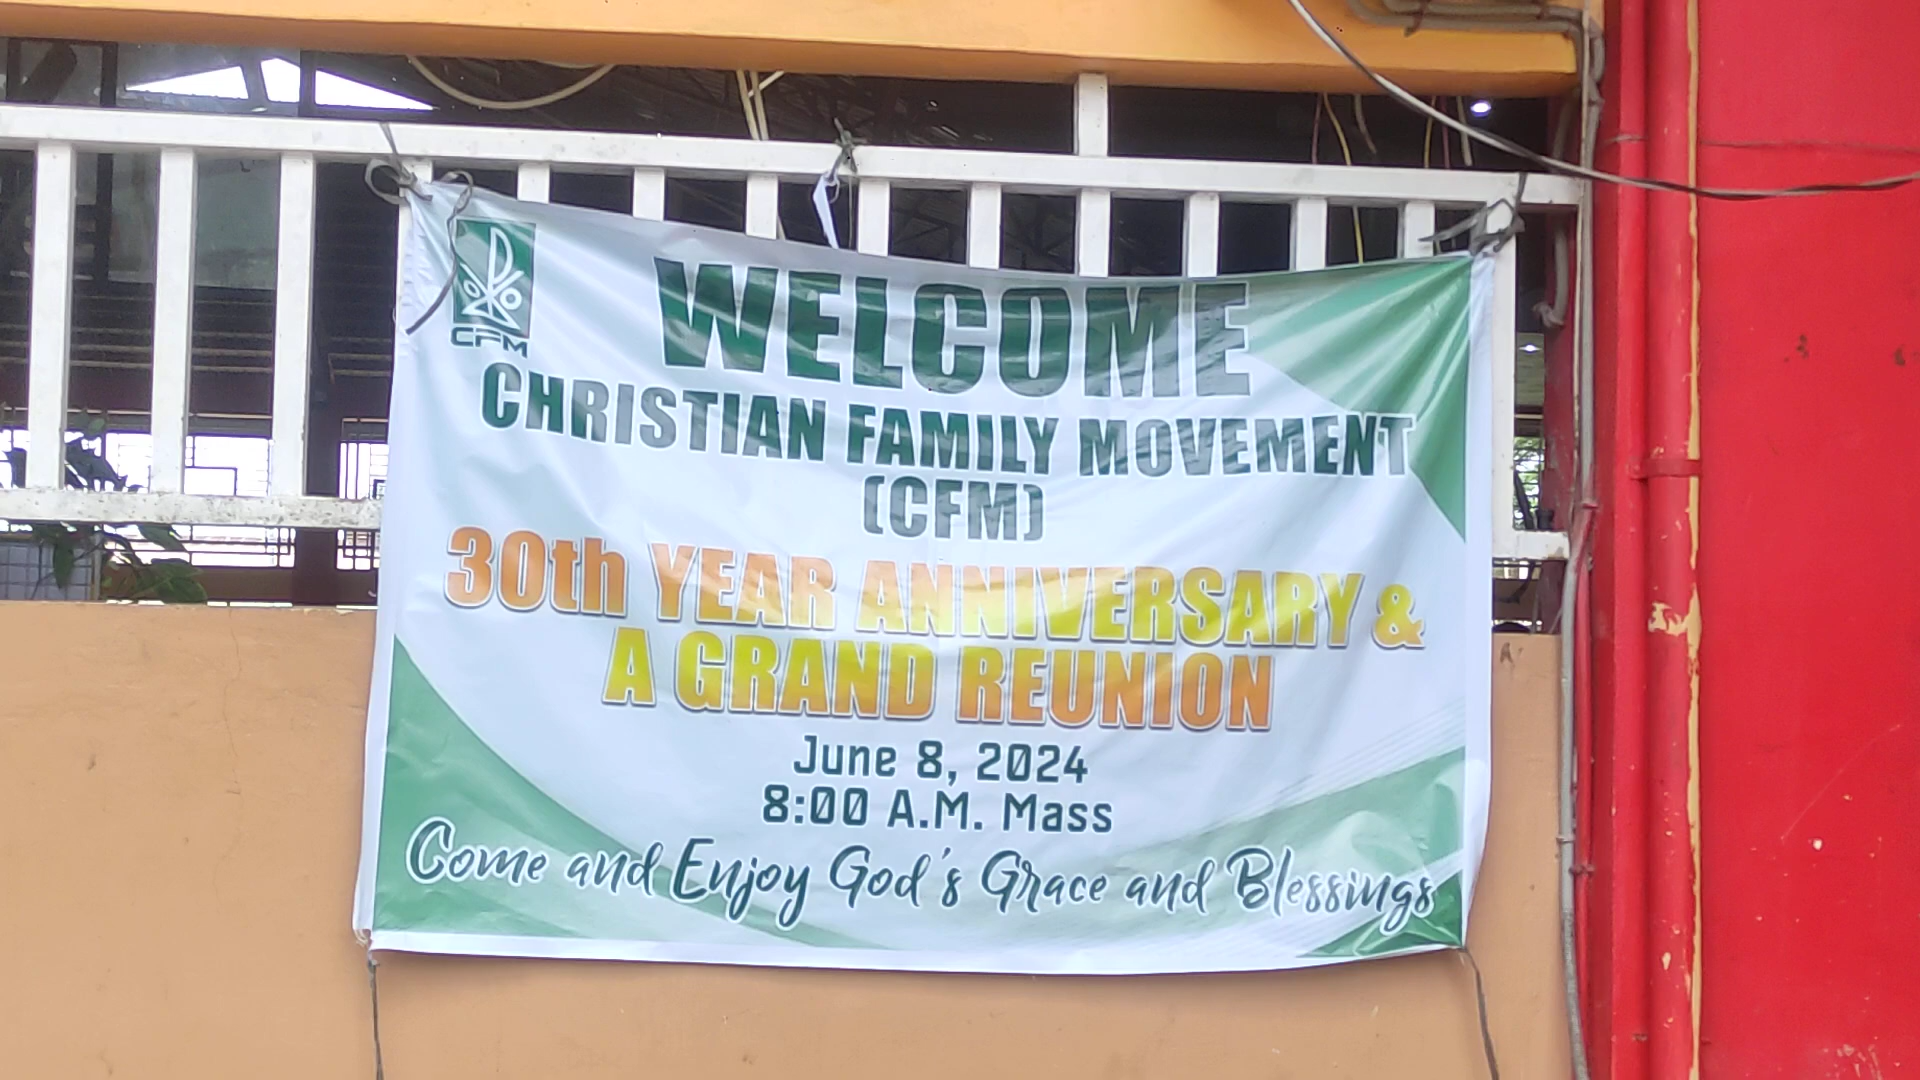 CFM
WELCOME
CHRISTIAN FAMILY MOVEMENT
(CFM)
30th YEAR ANNIVERSARY &
A GRAND REUNION
June 8, 2024
8:00 A.M. Mass
Come and Enjoy God's Grace and Blessings